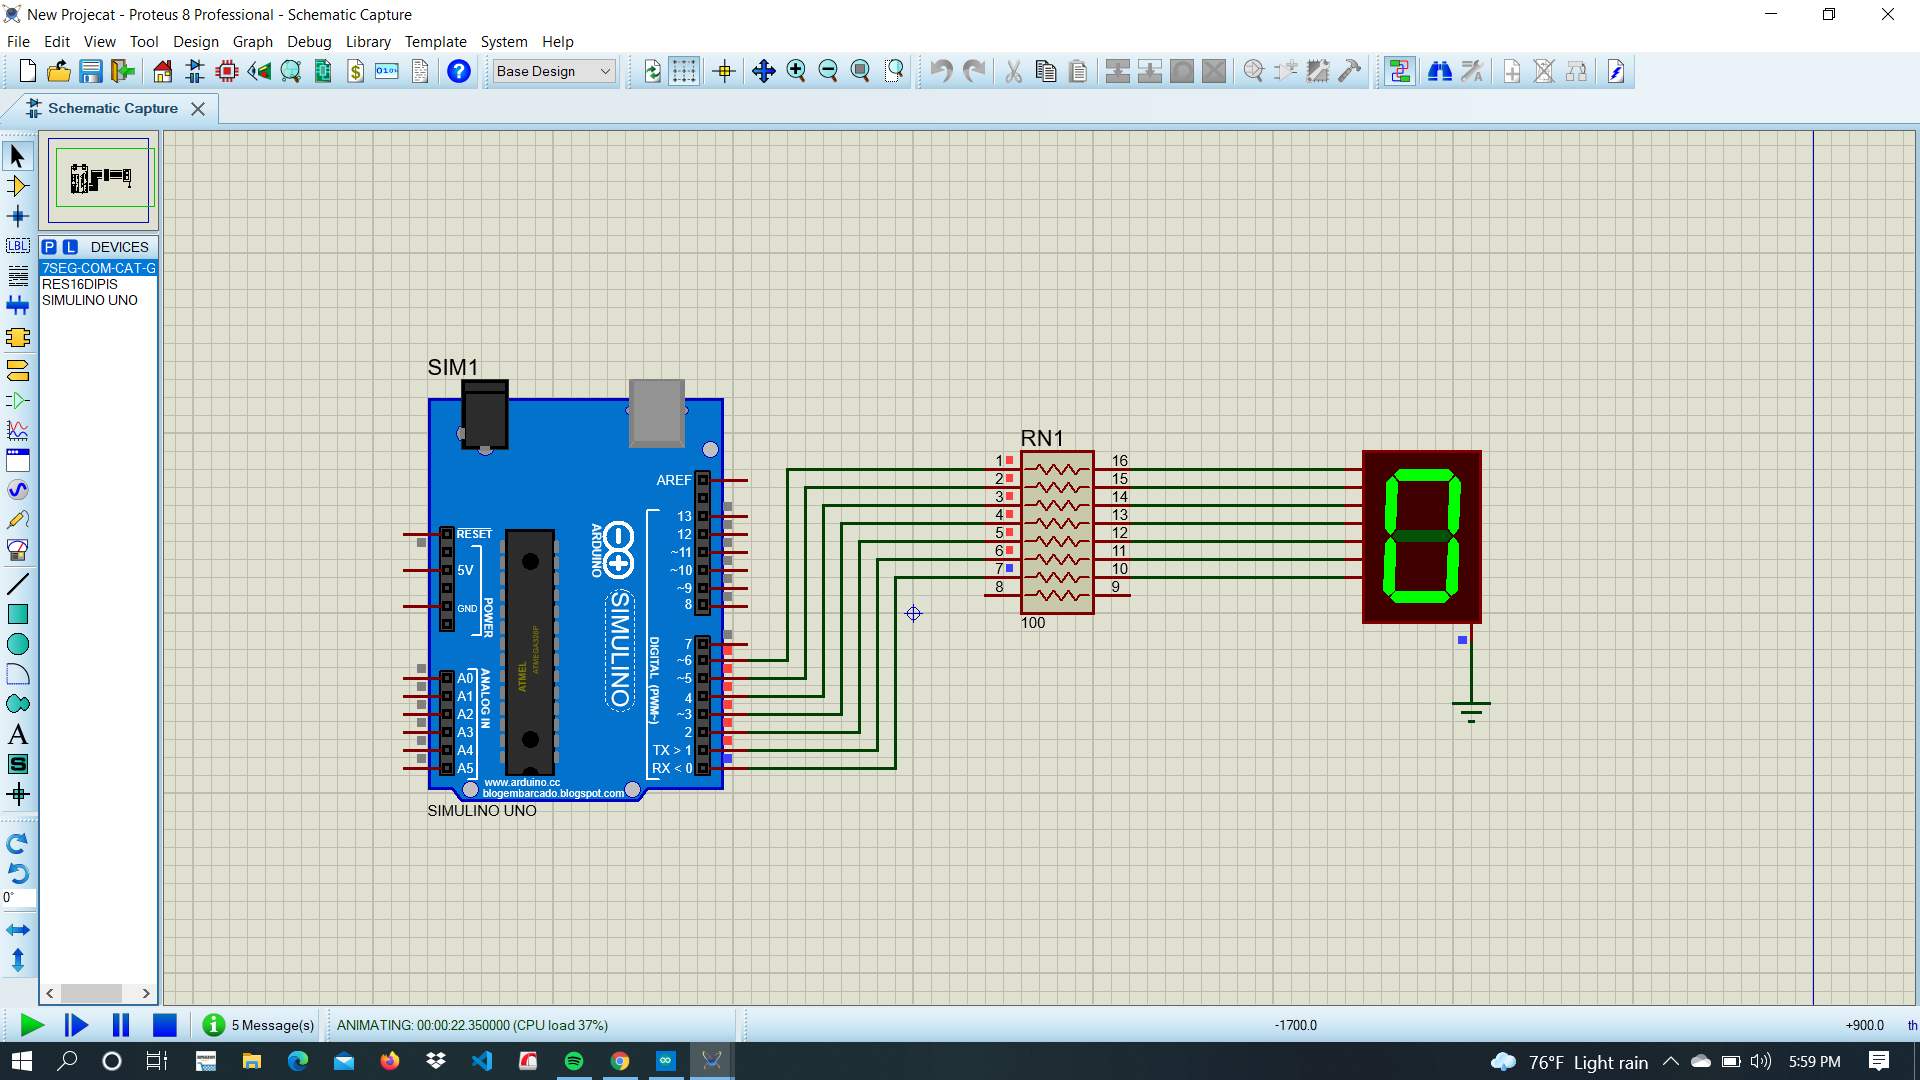 New Projecat - Proteus 8 Professional - Schematic Capture
File Edit View Tool Design Graph Debug Library Template System Help
$ 0101 ? Base Design
Schematic Capture
LBL
P L DEVICES
7SEG-COM-CAT-G
RES16DIPIS
SIMULINO UNO
SIM1
AREF
13
12
~11
~10
~9
8
7
~6
~5
4
~3
2
TX > 1
RX < 0
RESET
5V
GND
POWER
A0
A1
A2
A3
A4
A5
ANALOG IN
ATMEL
ATMEGA328P
ARDUINO
SIMULINO
DIGITAL (PWM~)
www.arduino.cc
blogembarcado.blogspot.com
SIMULINO UNO
RN1
1 16
2 15
3 14
4 13
5 12
6 11
7 10
8 9
100
0
A
S
0°
5 Message(s) ANIMATING: 00:00:22.350000 (CPU load 37%) -1700.0 +900.0 th
amazon
76°F Light rain 5:59 PM